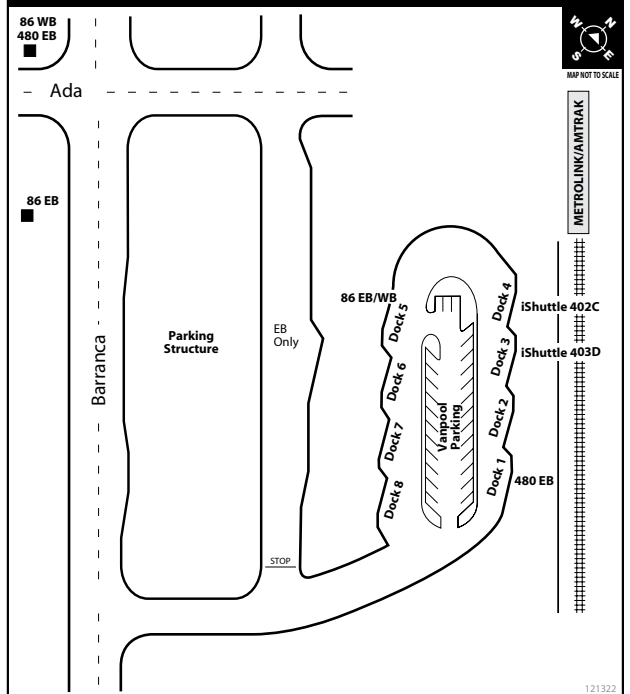 86 WB
480 EB
W
N
S
E
MAP NOT TO SCALE
Ada
METROLINK/AMTRAK
86 EB
86 EB/WB
Dock 5
Dock 4
iShuttle 402C
Parking
Structure
EB
Only
Barranca
Dock 3
iShuttle 403D
Dock 6
Vanpool
Parking
Dock 2
Dock 7
Dock 1
480 EB
Dock 8
STOP
121322